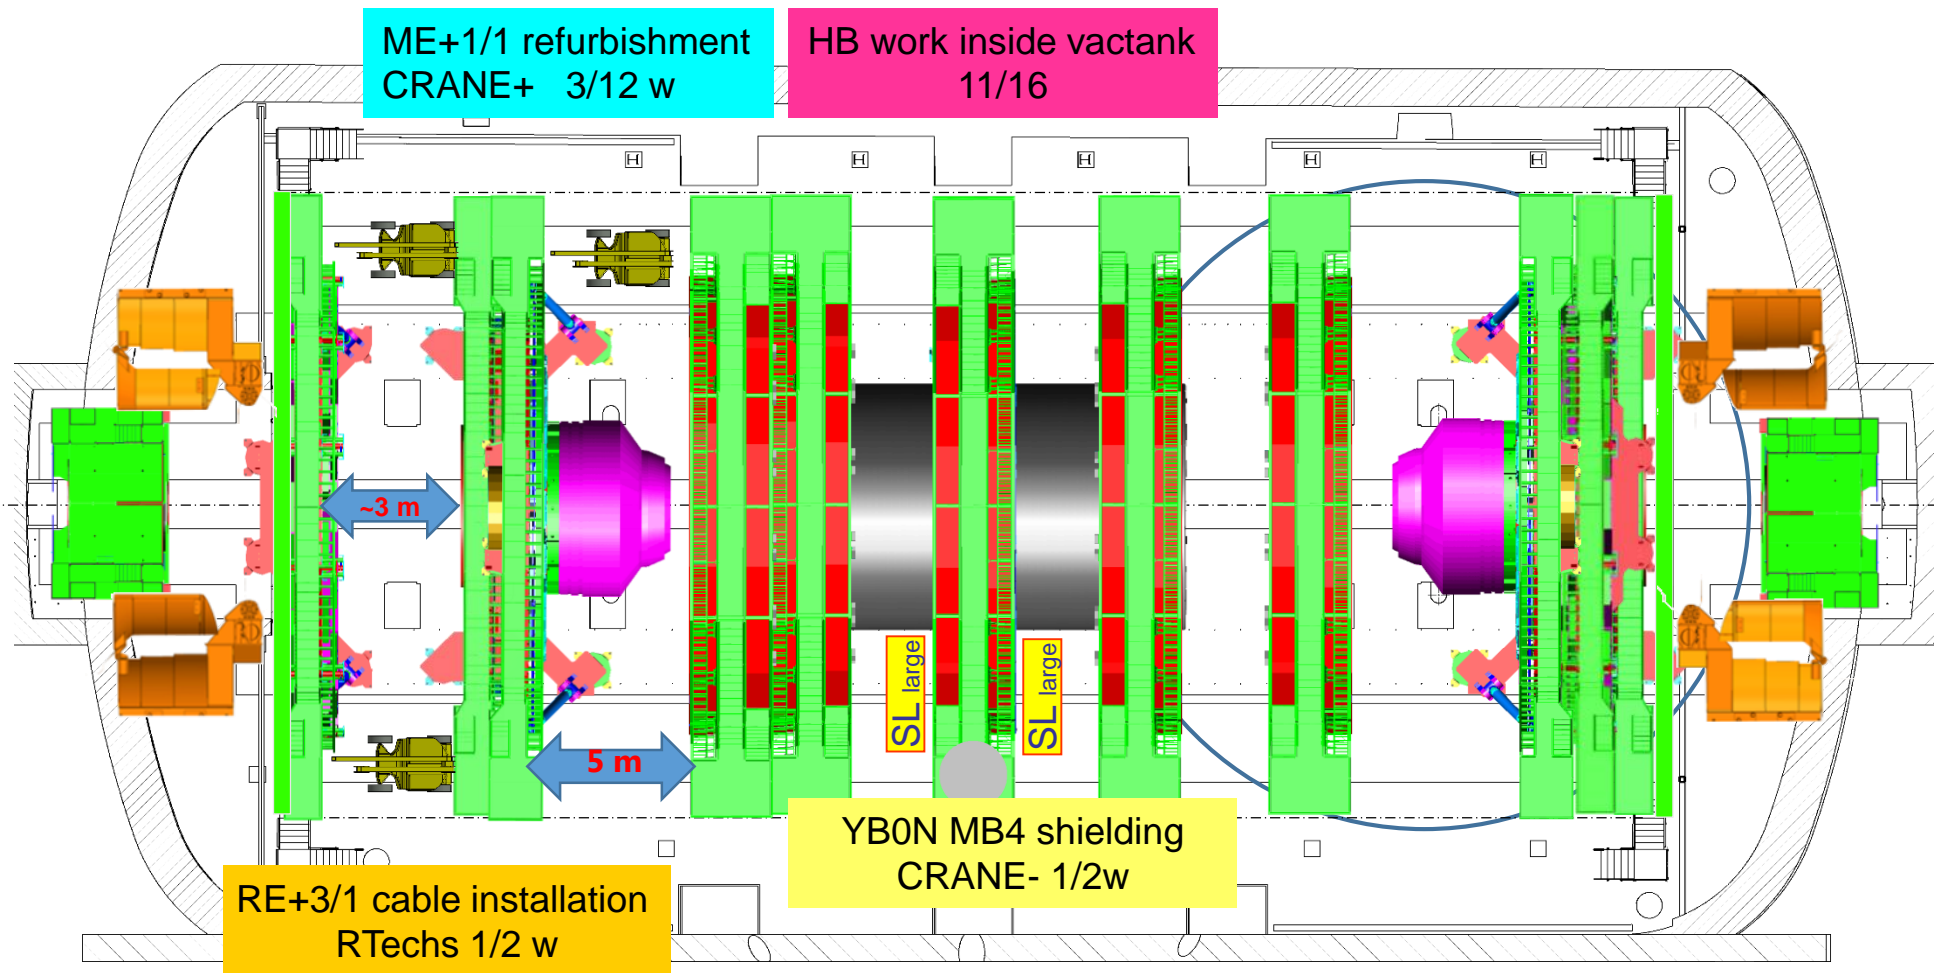 ME+1/1 refurbishment
CRANE+ 3/12 w
HB work inside vactank
11/16
H
H
H
H
H
~3 m
5 m
SL large
SL large
YB0N MB4 shielding
CRANE- 1/2w
RE+3/1 cable installation
RTechs 1/2 w